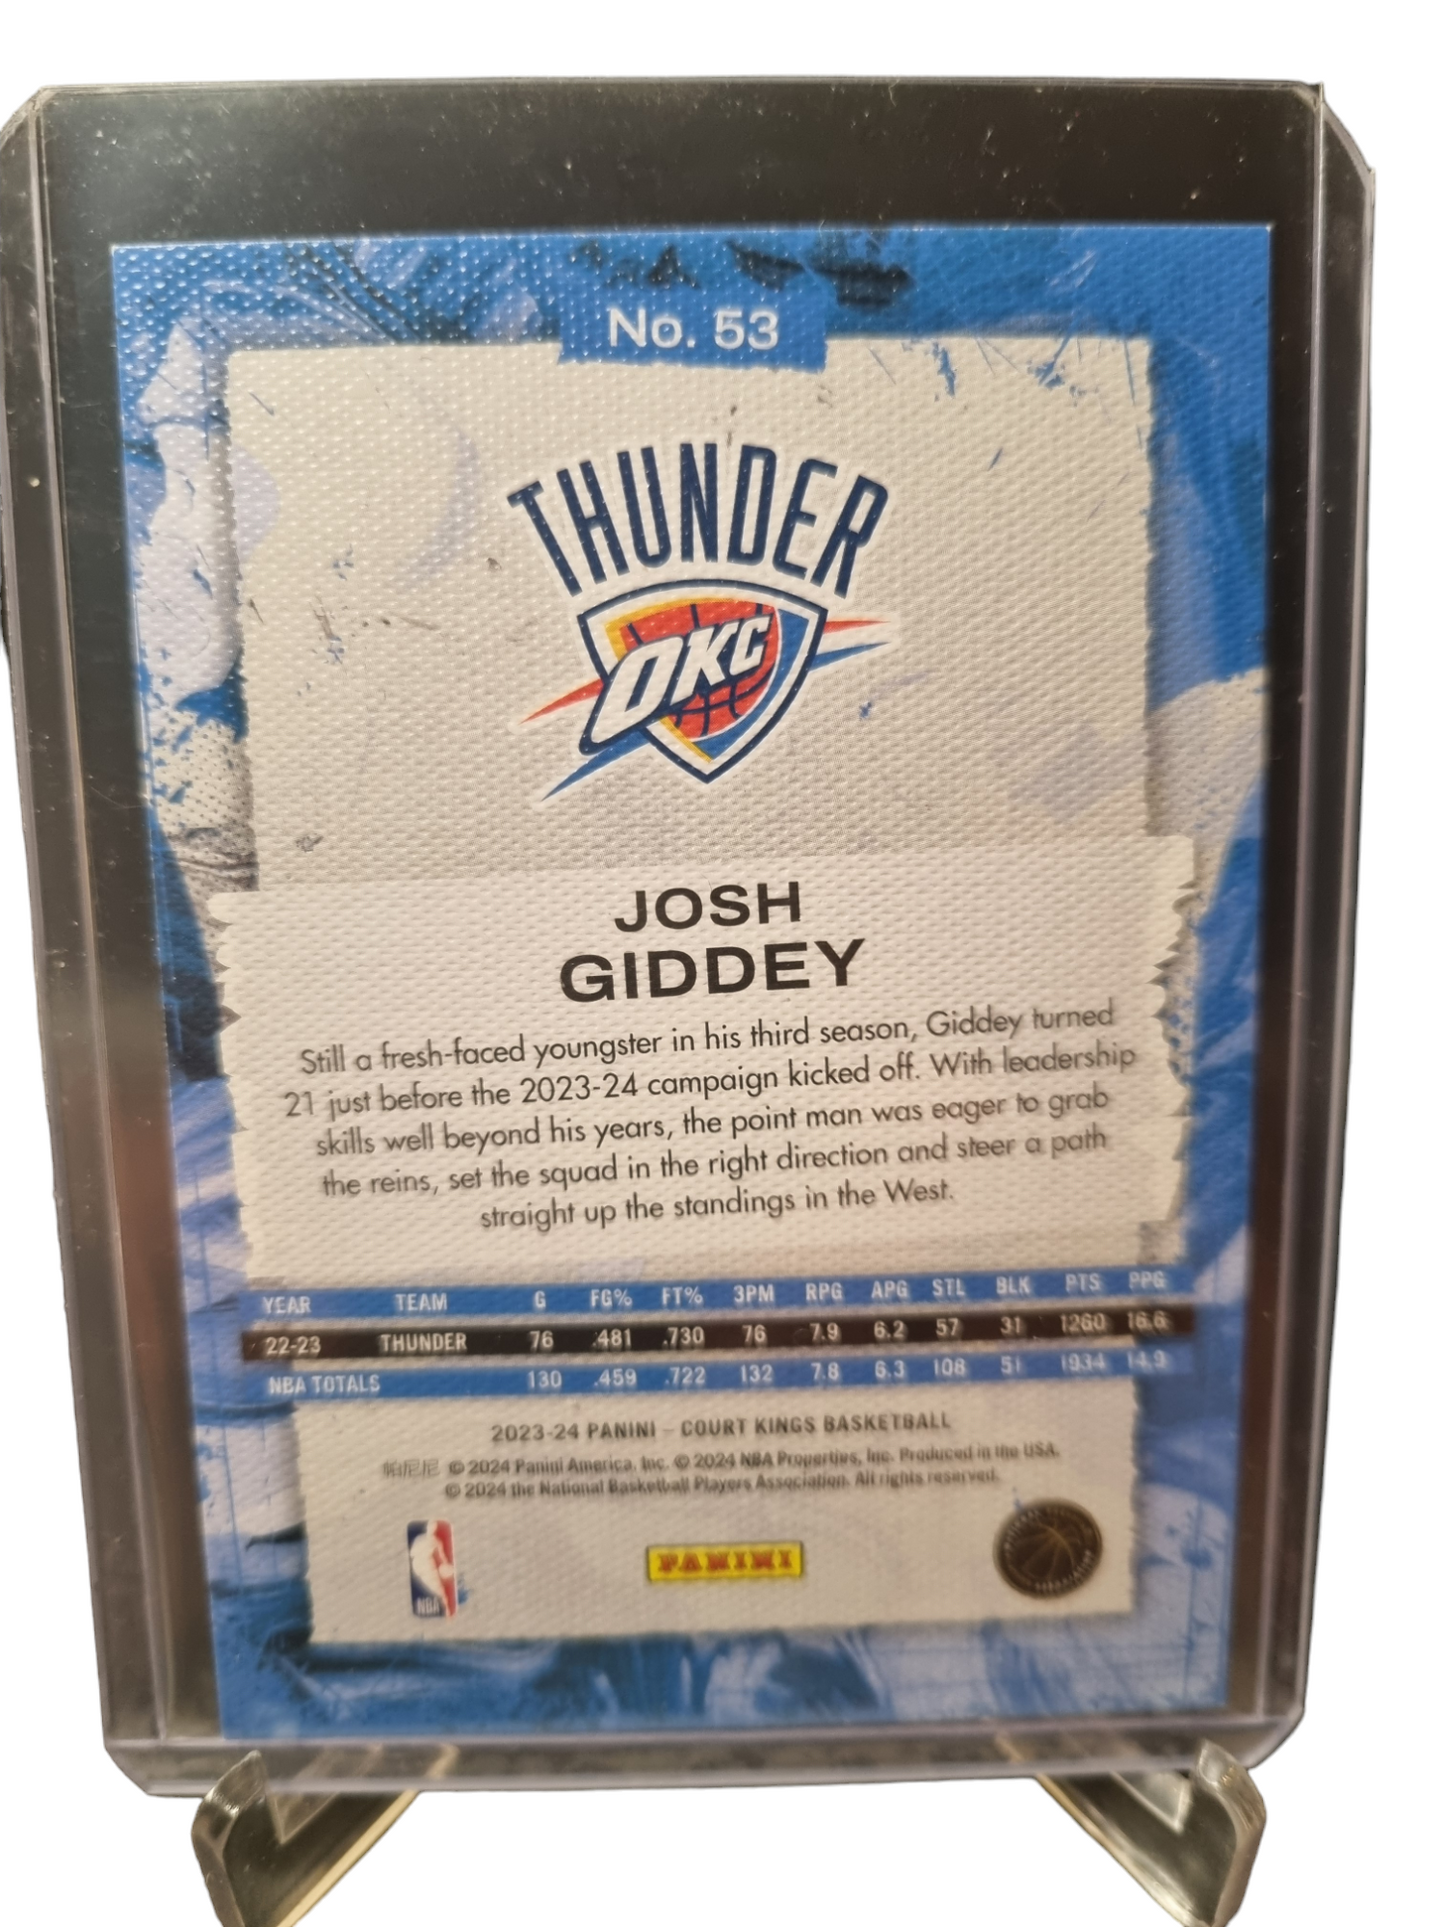 No. 53
THUNDER
OKC
JOSH
GIDDEY
Still a fresh-faced youngster in his third season, Giddey turned
21 just before the 2023-24 campaign kicked off. With leadership
skills well beyond his years, the point man was eager to grab
the reins, set the squad in the right direction and steer a path
straight up the standings in the West.
YEAR TEAM G FG% FT% 3PM RPG APG STL BLK PTS PPG
22-23 THUNDER 76 .481 .730 76 7.9 6.2 57 31 1260 16.6
NBA TOTALS 130 .459 .722 132 7.8 6.3 108 51 1934 14.9
2023-24 PANINI – COURT KINGS BASKETBALL
帕尼尼 © 2024 Panini America, Inc. © 2024 NBA Properties, Inc. Produced in the USA.
© 2024 the National Basketball Players Association. All rights reserved.
NBA
PANINI